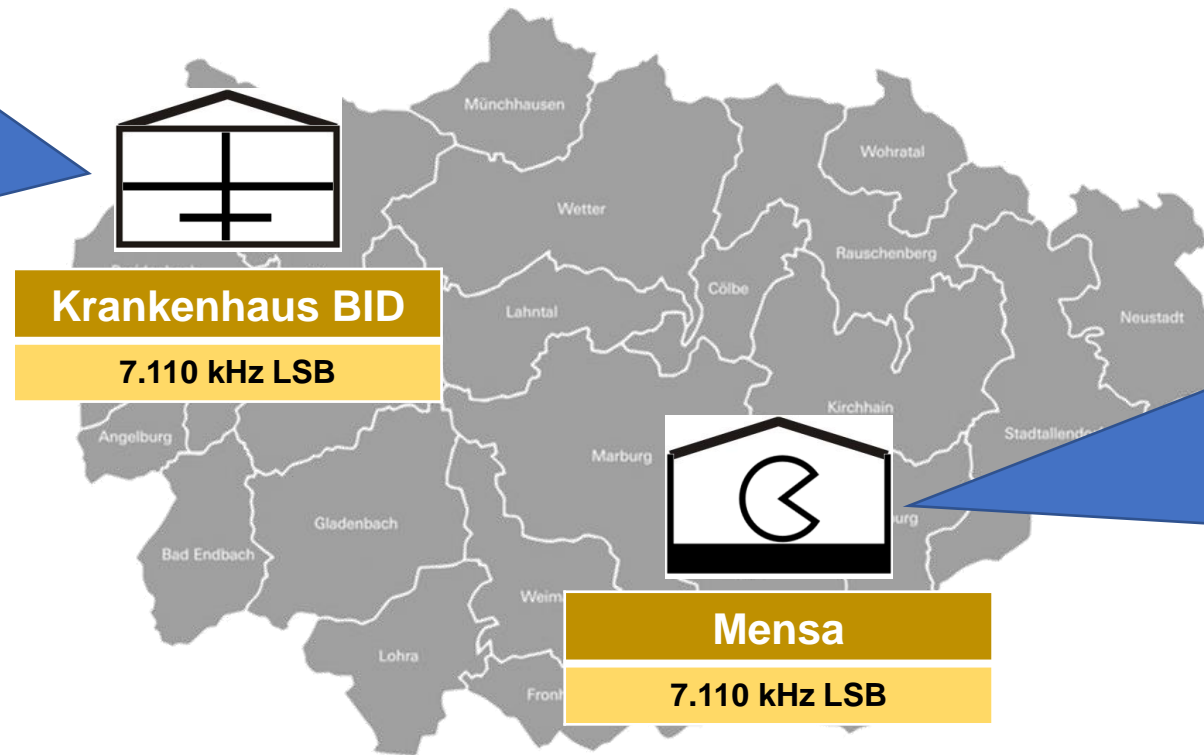 Münchhausen
Wohratal
Wetter
Rauschenberg
Cölbe
Lahntal
Neustadt
Krankenhaus BID
7.110 kHz LSB
Kirchhain
Angelburg
Stadtallendorf
Marburg
Gladenbach
Bad Endbach
Mensa
Lohra
7.110 kHz LSB